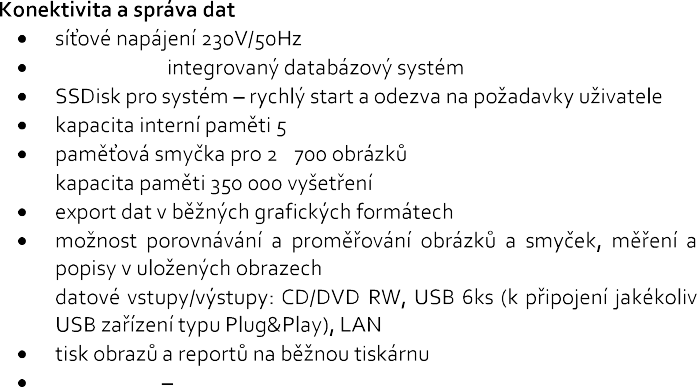 Konektivita a správa dat
• síťové napájení 230V/50Hz
• integrovaný databázový systém
• SSDisk pro systém – rychlý start a odezva na požadavky uživatele
• kapacita interní paměti 5
• paměťová smyčka pro 2 700 obrázků
kapacita paměti 350 000 vyšetření
• export dat v běžných grafických formátech
• možnost porovnávání a proměřování obrázků a smyček, měření a
popisy v uložených obrazech
datové vstupy/výstupy: CD/DVD RW, USB 6ks (k připojení jakékoliv
USB zařízení typu Plug&Play), LAN
• tisk obrazů a reportů na běžnou tiskárnu
• –